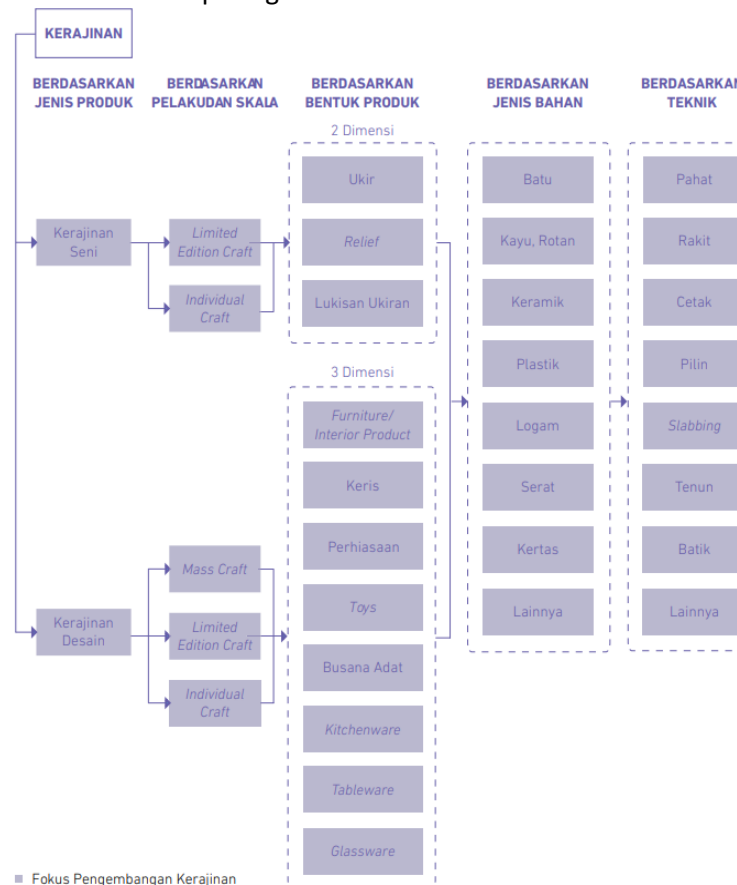 KERAJINAN
BERDASARKAN
JENIS PRODUK
BERDASARKAN
PELAKUDAN SKALA
BERDASARKAN
BENTUK PRODUK
BERDASARKAN
JENIS BAHAN
BERDASARKAN
TEKNIK
2 Dimensi
Ukir
Relief
Lukisan Ukiran
Kerajinan
Seni
Limited
Edition Craft
Individual
Craft
3 Dimensi
Furniture/
Interior Product
Keris
Perhiasaan
Toys
Busana Adat
Kitchenware
Tableware
Glassware
Kerajinan
Desain
Mass Craft
Limited
Edition Craft
Individual
Craft
Batu
Kayu, Rotan
Keramik
Plastik
Logam
Serat
Kertas
Lainnya
Pahat
Rakit
Cetak
Pilin
Slabbing
Tenun
Batik
Lainnya
Fokus Pengembangan Kerajinan